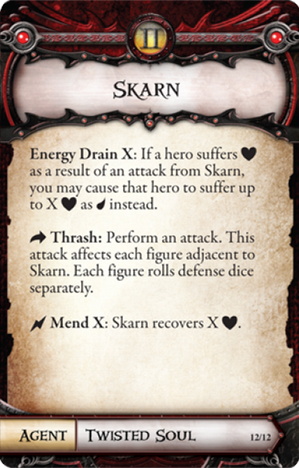 II
SKARN
Energy Drain X: If a hero suffers ♥
as a result of an attack from Skarn,
you may cause that hero to suffer up
to X ♥ as instead.
Thrash: Perform an attack. This
attack affects each figure adjacent to
Skarn. Each figure rolls defense dice
separately.
Mend X: Skarn recovers X ♥.
AGENT TWISTED SOUL 12/12